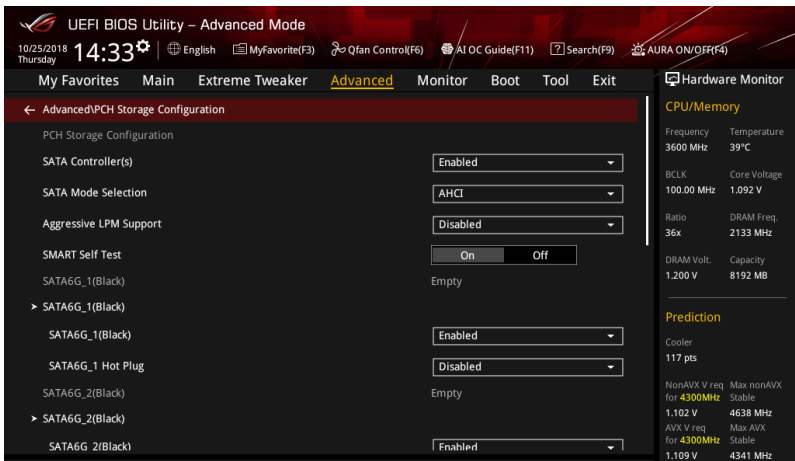 UEFI BIOS Utility – Advanced Mode
10/25/2018 Thursday 14:33 English MyFavorite(F3) Qfan Control(F6) AI OC Guide(F11) ? Search(F9) AURA ON/OFF(F4)
My Favorites Main Extreme Tweaker Advanced Monitor Boot Tool Exit
← Advanced\PCH Storage Configuration
PCH Storage Configuration
SATA Controller(s) Enabled
SATA Mode Selection AHCI
Aggressive LPM Support Disabled
SMART Self Test On Off
SATA6G_1(Black) Empty
> SATA6G_1(Black)
SATA6G_1(Black) Enabled
SATA6G_1 Hot Plug Disabled
SATA6G_2(Black) Empty
> SATA6G_2(Black)
SATA6G_2(Black) Enabled
Hardware Monitor
CPU/Memory
Frequency Temperature
3600 MHz 39°C
BCLK Core Voltage
100.00 MHz 1.092 V
Ratio DRAM Freq.
36x 2133 MHz
DRAM Volt. Capacity
1.200 V 8192 MB
Prediction
Cooler
117 pts
NonAVX V req Max nonAVX
for 4300MHz Stable
1.102 V 4638 MHz
AVX V req Max AVX
for 4300MHz Stable
1.109 V 4341 MHz